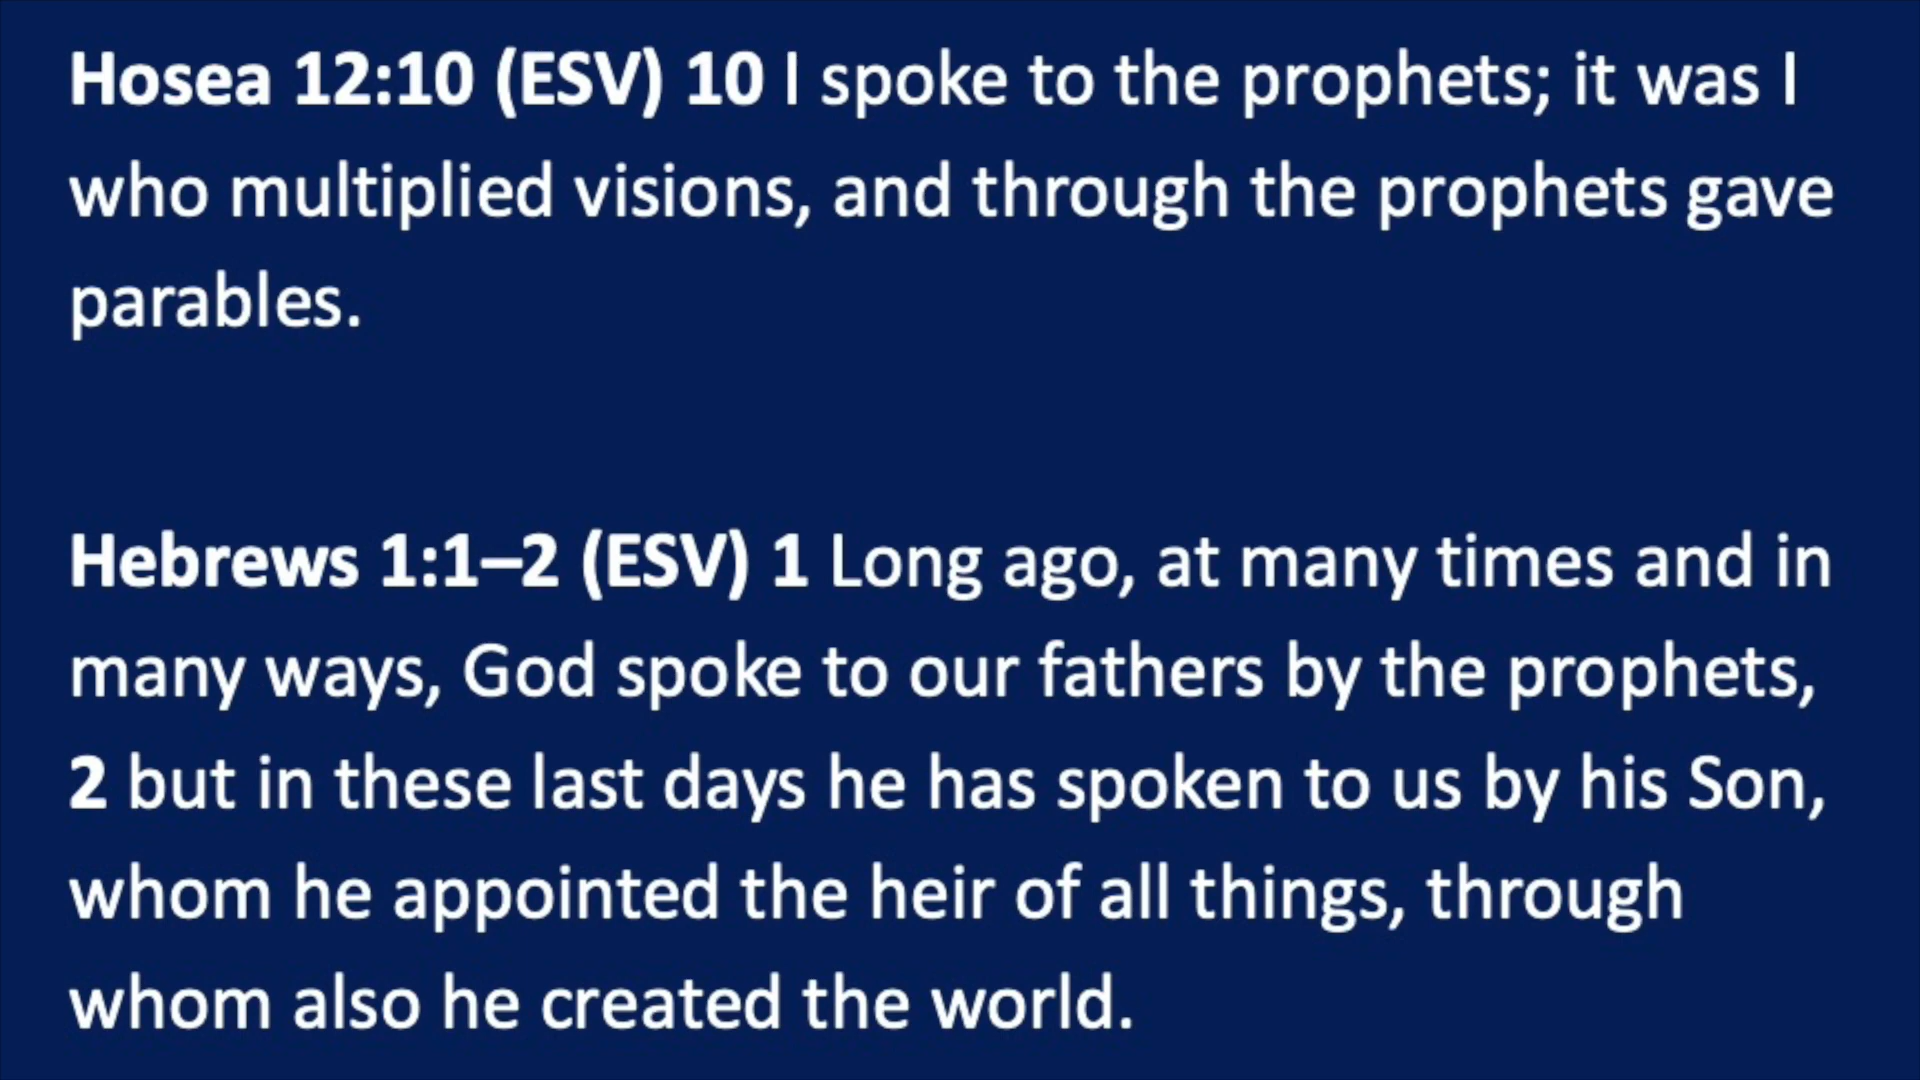 Hosea 12:10 (ESV) 10 I spoke to the prophets; it was I
who multiplied visions, and through the prophets gave
parables.
Hebrews 1:1–2 (ESV) 1 Long ago, at many times and in
many ways, God spoke to our fathers by the prophets,
2 but in these last days he has spoken to us by his Son,
whom he appointed the heir of all things, through
whom also he created the world.